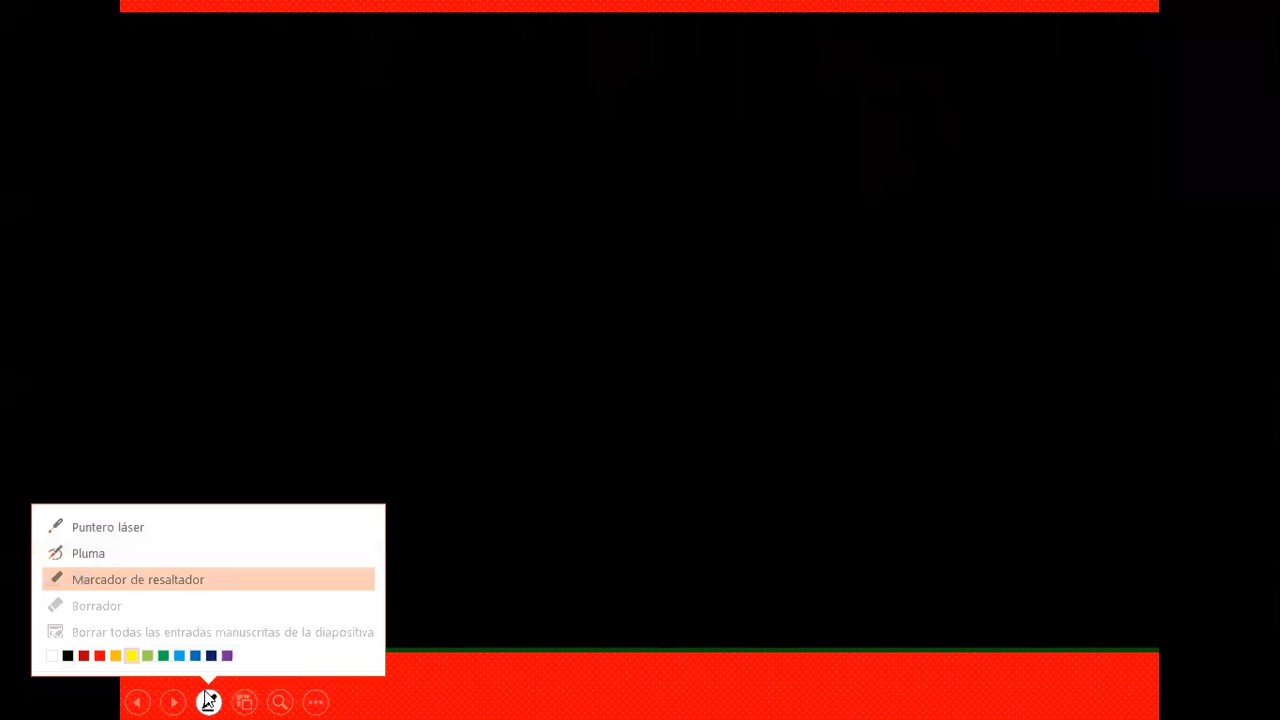 Puntero láser
Pluma
Marcador de resaltador
Borrador
Borrar todas las entradas manuscritas de la diapositiva